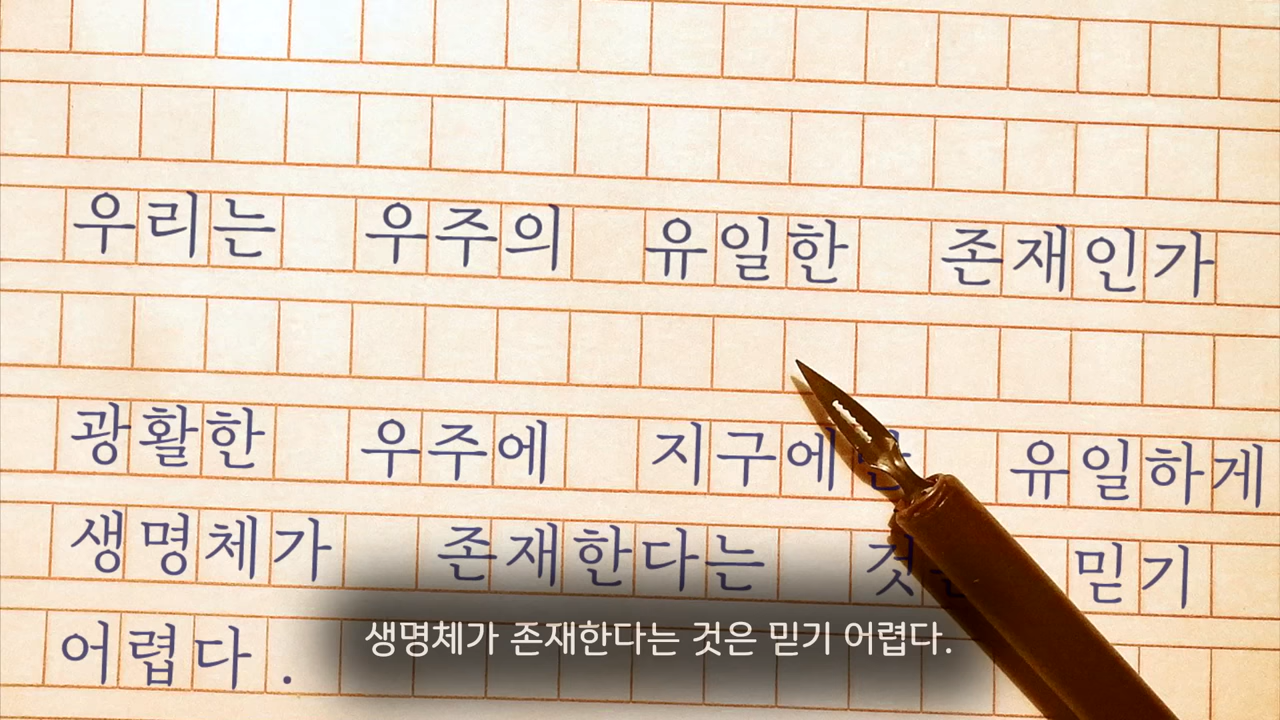 우리는 우주의 유일한 존재인가
광활한 우주에 지구에만 유일하게
생명체가 존재한다는 것은 믿기
어렵다.
생명체가 존재한다는 것은 믿기 어렵다.